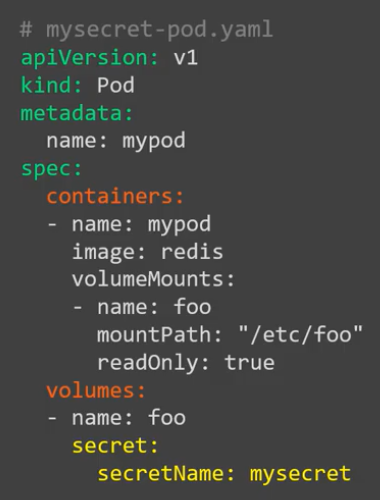 # mysecret-pod.yaml
apiVersion: v1
kind: Pod
metadata:
  name: mypod
spec:
  containers:
  - name: mypod
    image: redis
    volumeMounts:
    - name: foo
      mountPath: "/etc/foo"
      readOnly: true
  volumes:
  - name: foo
    secret:
      secretName: mysecret